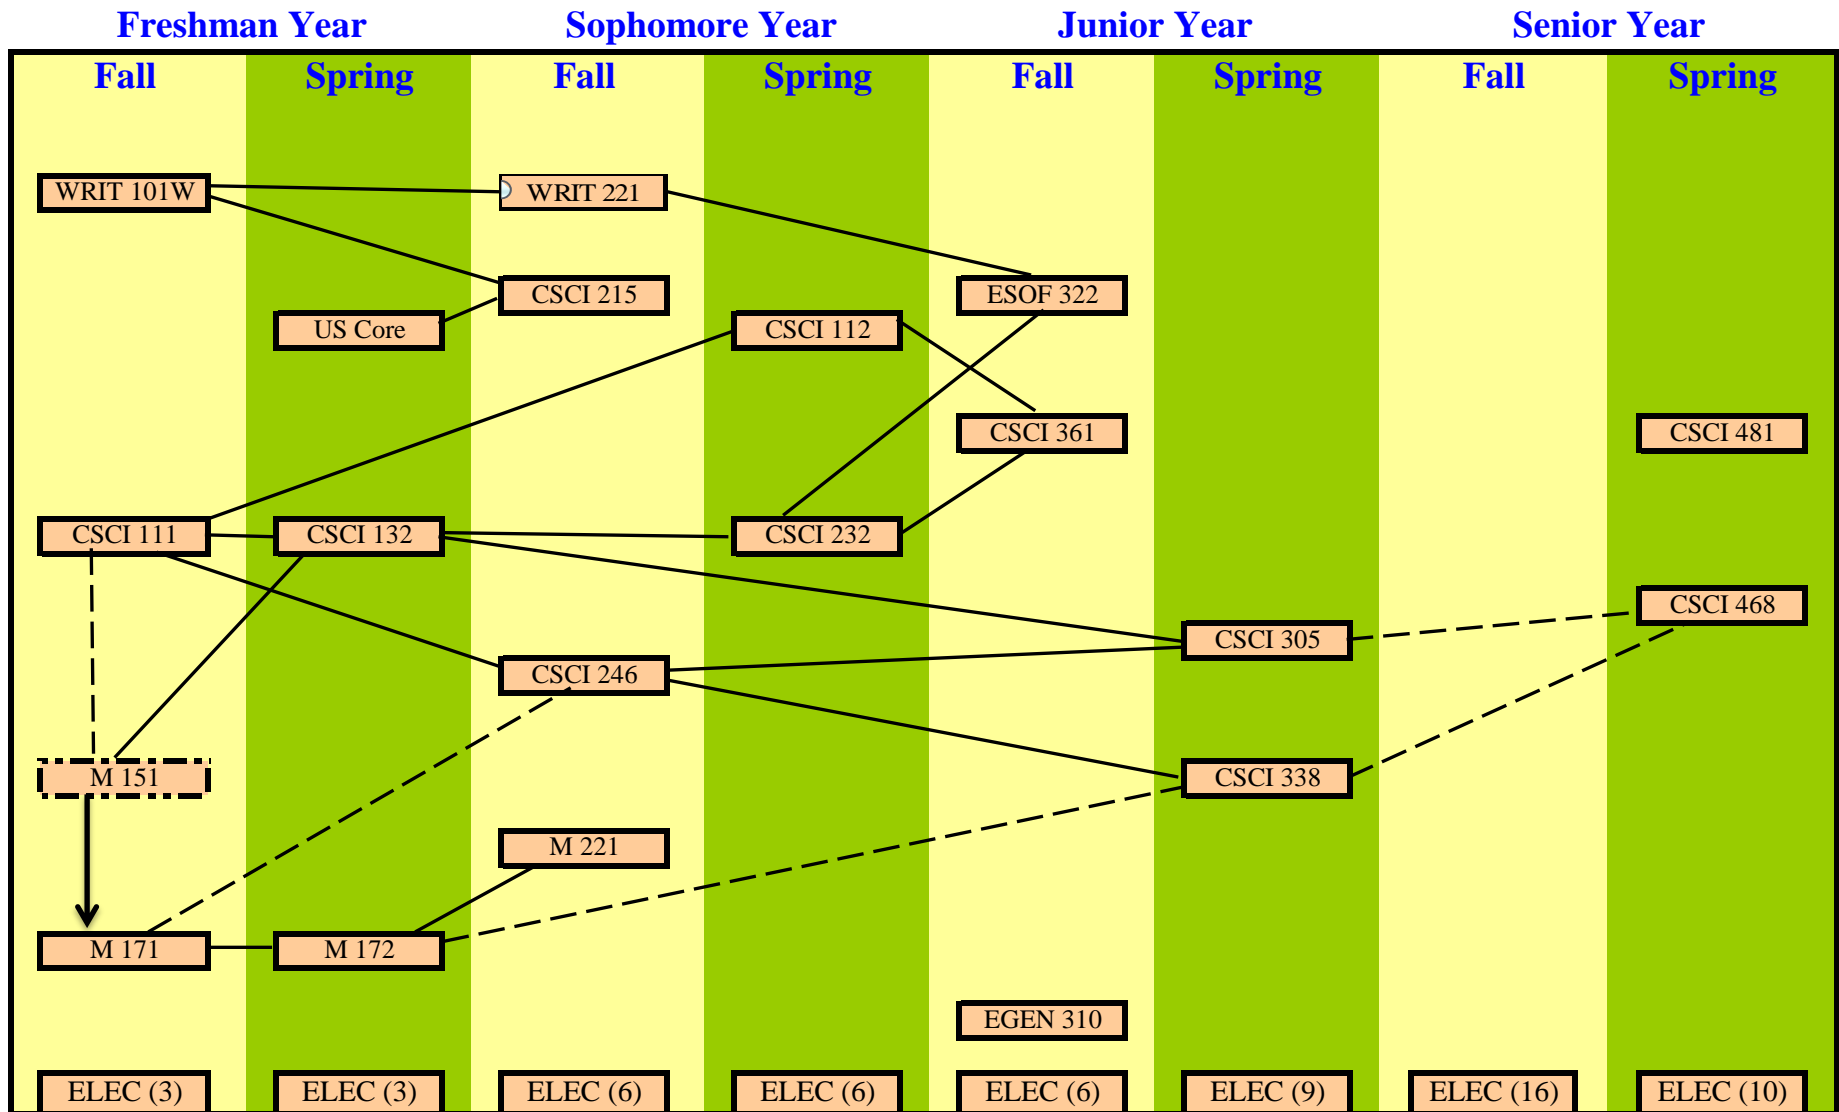 Freshman Year Sophomore Year Junior Year Senior Year
Fall Spring Fall Spring Fall Spring Fall Spring
WRIT 101W WRIT 221
CSCI 215 ESOF 322
US Core CSCI 112
CSCI 361 CSCI 481
CSCI 111 CSCI 132 CSCI 232
CSCI 468
CSCI 305
CSCI 246
M 151 CSCI 338
M 221
M 171 M 172
EGEN 310
ELEC (3) ELEC (3) ELEC (6) ELEC (6) ELEC (6) ELEC (9) ELEC (16) ELEC (10)